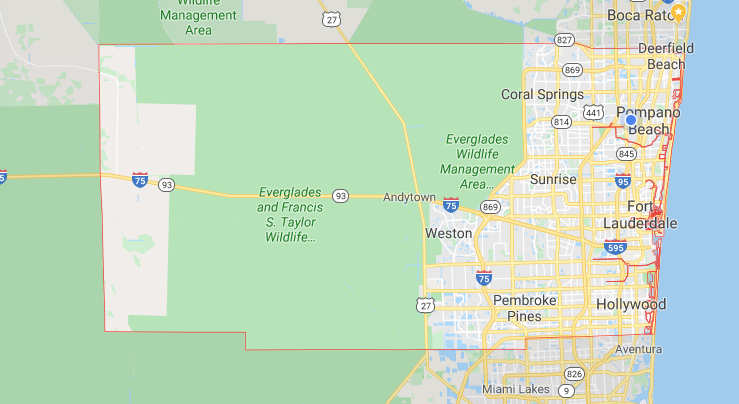 Wildlife
Management
Area
27
Boca Rato
827
Deerfield
Beach
869
Coral Springs
441
814
Pompano
Beach
Everglades
Wildlife
Management
Area...
845
75
93
5
Sunrise
95
Everglades
and Francis
S. Taylor
Wildlife...
93
Andytown
75
869
Fort
Lauderdale
Weston
595
75
27
Pembroke
Pines
Hollywood
Aventura
826
Miami Lakes
9